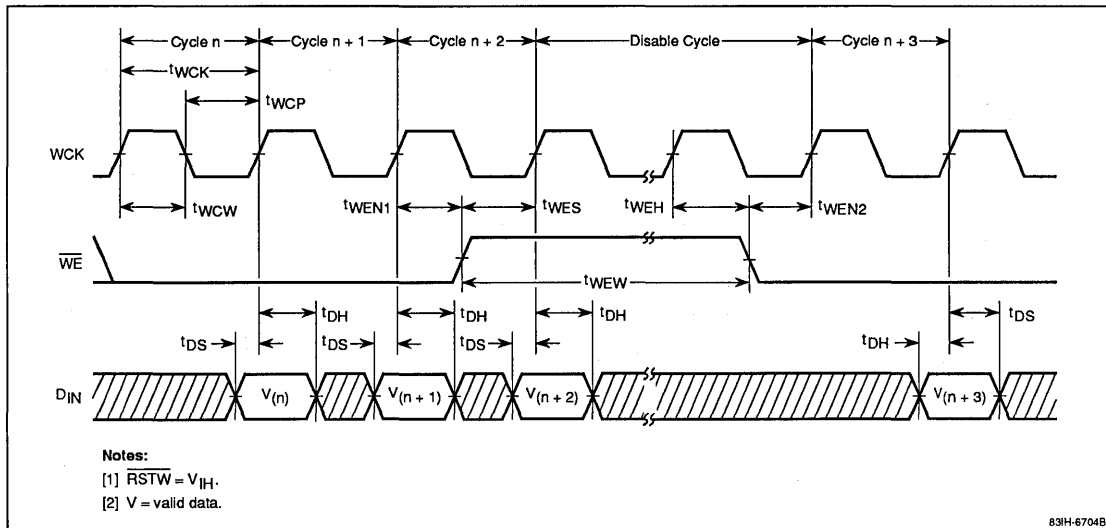 Cycle n Cycle n + 1 Cycle n + 2 Disable Cycle Cycle n + 3
tWCK
tWCP
WCK
tWCW tWEN1 tWES tWEH tWEN2
WE
tWEW
tDH tDH tDH tDS
tDS tDS tDS tDH
DIN V(n) V(n + 1) V(n + 2) V(n + 3)
Notes:
[1] RSTW = VIH.
[2] V = valid data.
83IH-6704B